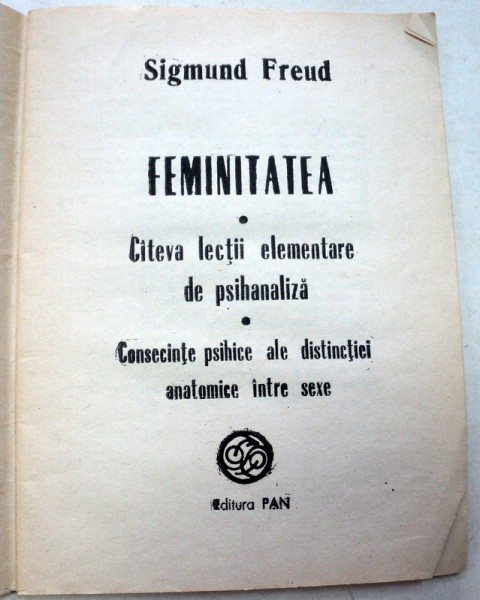 Sigmund Freud
FEMINITATEA
•
Cîteva lecţii elementare
de psihanaliză
•
Consecinţe psihice ale distincţiei
anatomice între sexe
Editura PAN